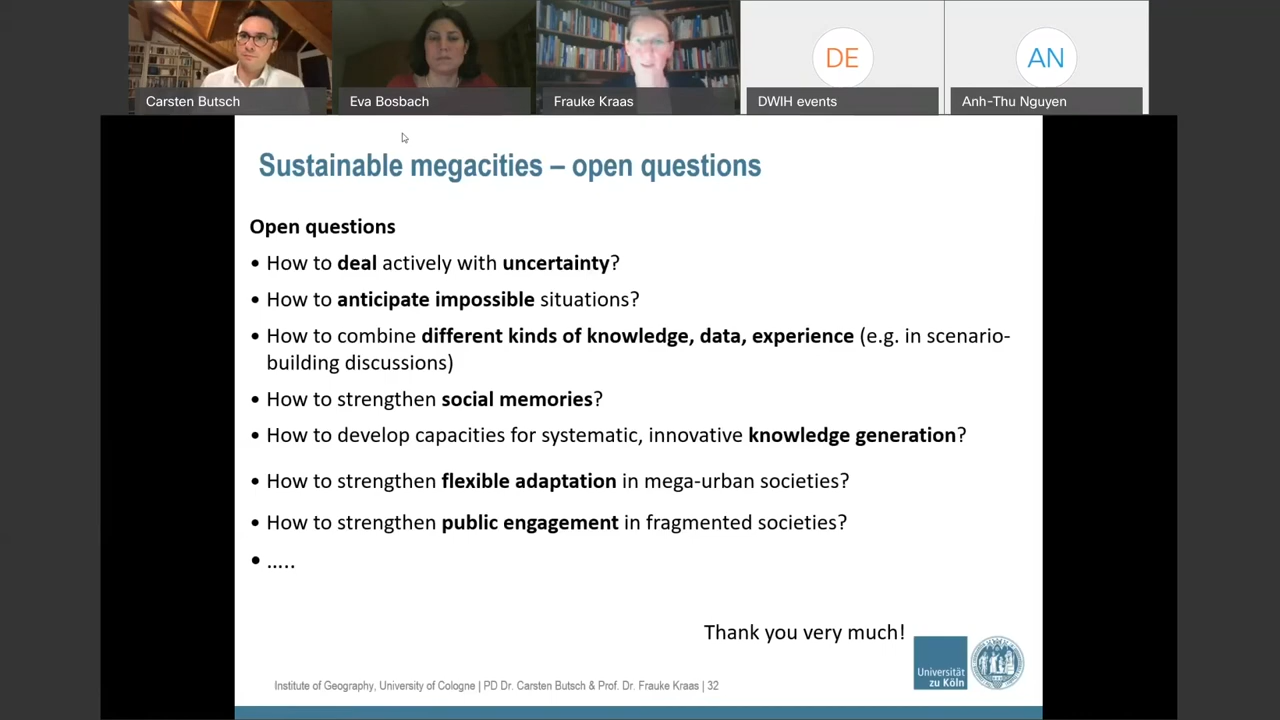 DE
AN
Carsten Butsch
Eva Bosbach
Frauke Kraas
DWIH events
Anh-Thu Nguyen
Sustainable megacities – open questions
Open questions
• How to deal actively with uncertainty?
• How to anticipate impossible situations?
• How to combine different kinds of knowledge, data, experience (e.g. in scenario-
building discussions)
• How to strengthen social memories?
• How to develop capacities for systematic, innovative knowledge generation?
• How to strengthen flexible adaptation in mega-urban societies?
• How to strengthen public engagement in fragmented societies?
• .....
Thank you very much!
Universität
zu Köln
Institute of Geography, University of Cologne | PD Dr. Carsten Butsch & Prof. Dr. Frauke Kraas | 32